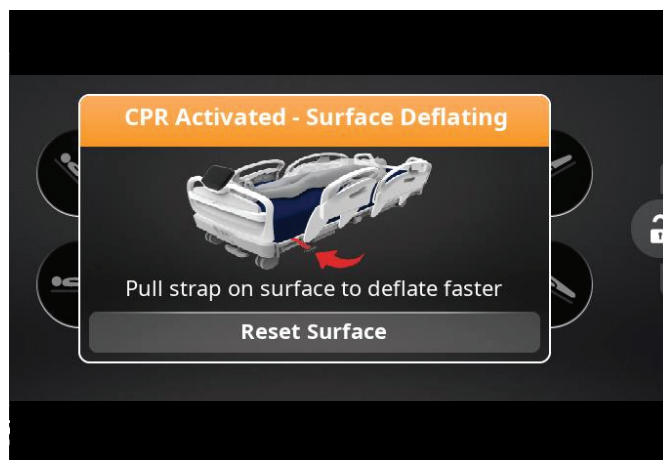 CPR Activated - Surface Deflating
Pull strap on surface to deflate faster
Reset Surface